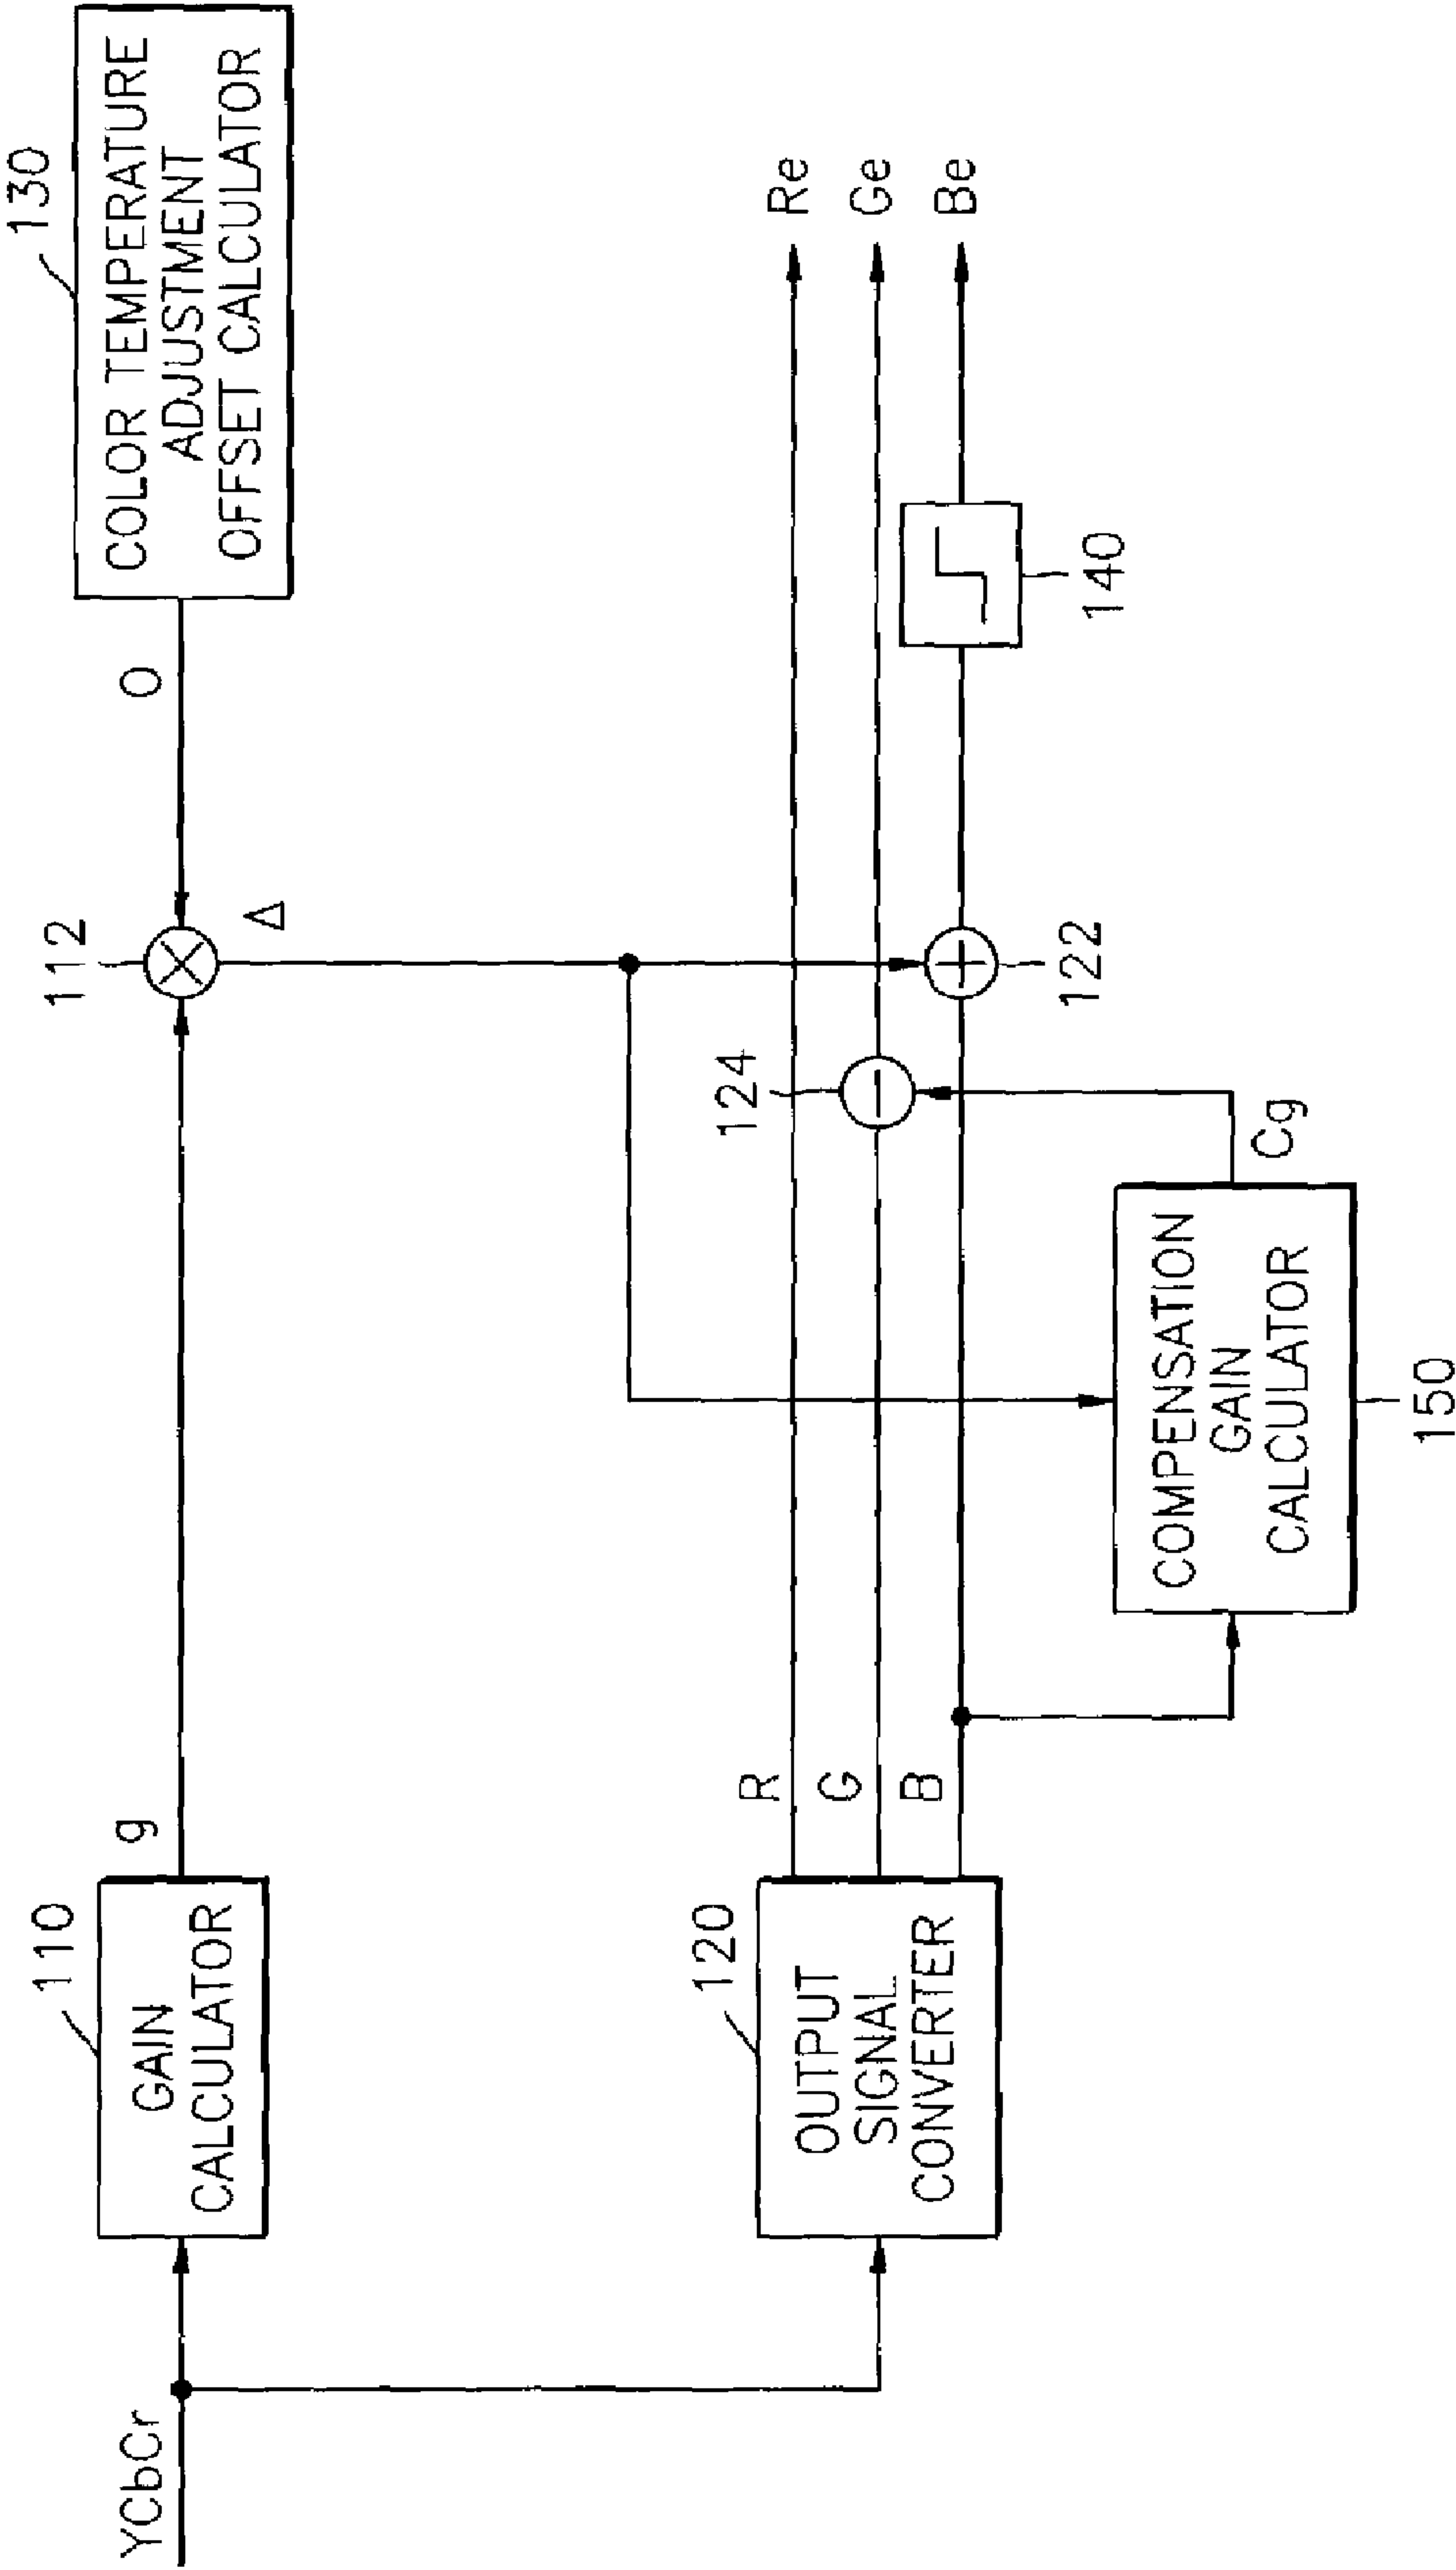 130
COLOR TEMPERATURE
ADJUSTMENT
OFFSET CALCULATOR
110
GAIN
CALCULATOR
g
112
O
Δ
YCbCr
120
OUTPUT
SIGNAL
CONVERTER
R
G
B
124
122
140
Re
Ge
Be
COMPENSATION
GAIN
CALCULATOR
Cg
150